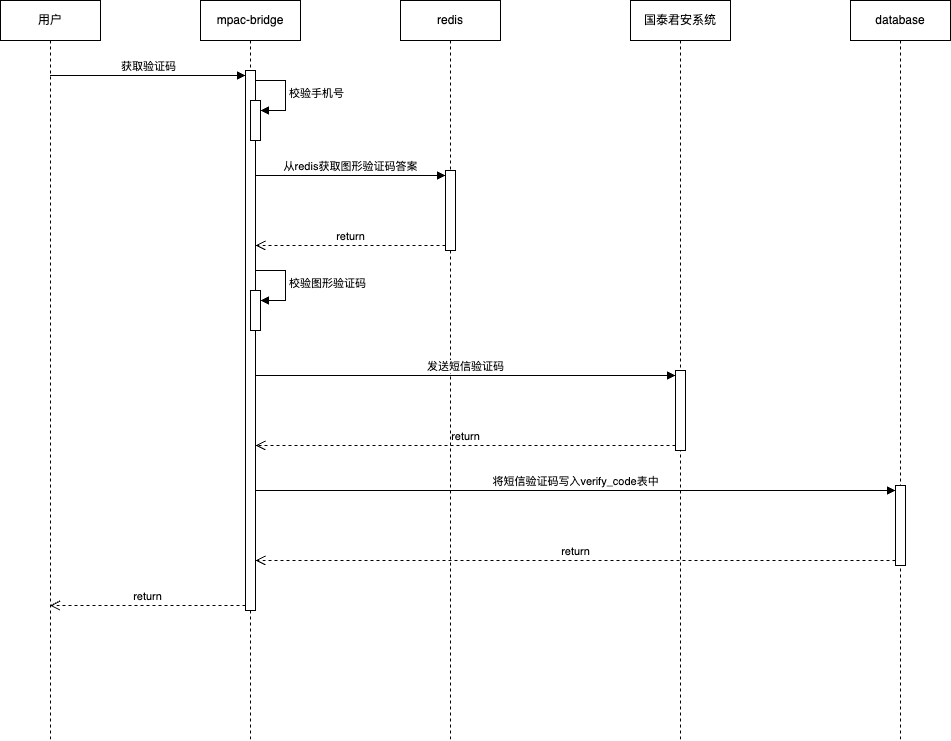 用户
mpac-bridge
redis
国泰君安系统
database
获取验证码
校验手机号
从redis获取图形验证码答案
return
校验图形验证码
发送短信验证码
return
将短信验证码写入verify_code表中
return
return